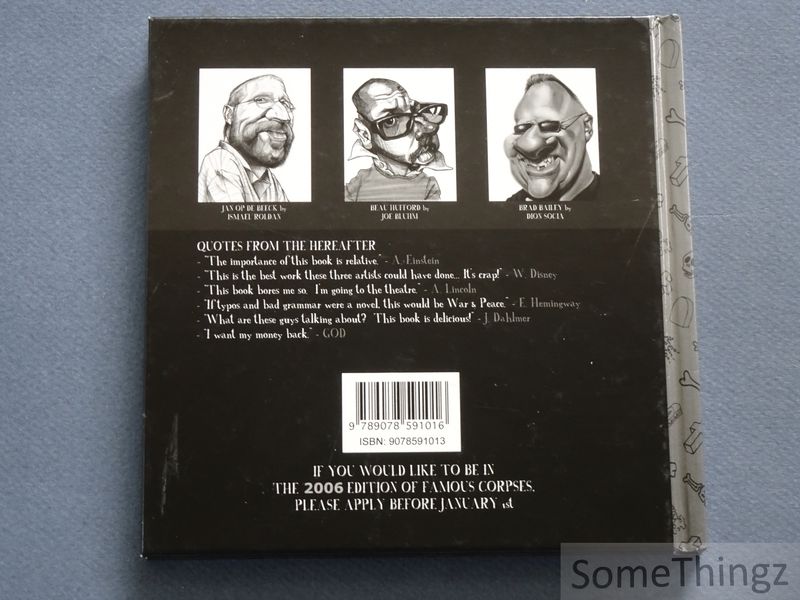 JAN OP DE BEECK by
ISMAEL ROLDAN
BEAU HUFFORD by
JOE BLUHM
BRAD BAILEY by
DION SOCIA
QUOTES FROM THE HEREAFTER
- "The importance of this book is relative." - A. Einstein
- "This is the best work these three artists could have done... It's crap!" - W. Disney
- "This book bores me so, I'm going to the theatre." - A. Lincoln
- "If typos and bad grammar were a novel, this would be War & Peace." - E. Hemingway
- "What are these guys talking about? This book is delicious!" - J. Dahlmer
- "I want my money back." - GOD
9 789078 591016
ISBN: 9078591013
IF YOU WOULD LIKE TO BE IN
THE 2006 EDITION OF FAMOUS CORPSES,
PLEASE APPLY BEFORE JANUARY 1st
SomeThingz